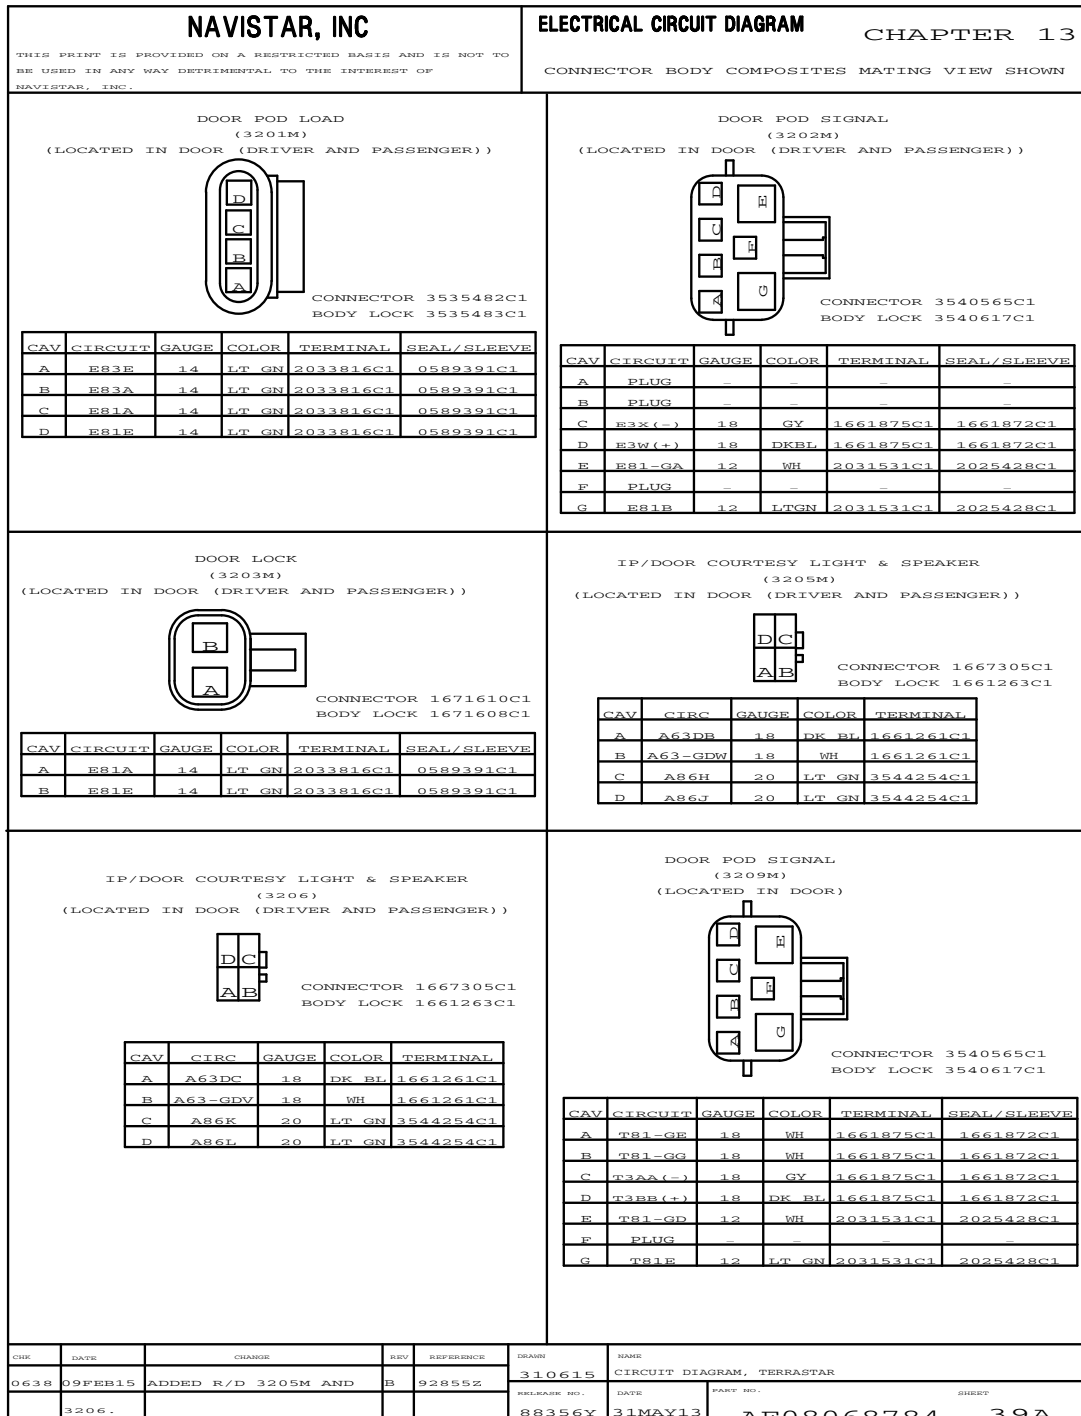 NAVISTAR, INC
THIS PRINT IS PROVIDED ON A RESTRICTED BASIS AND IS NOT TO
BE USED IN ANY WAY DETRIMENTAL TO THE INTEREST OF
NAVISTAR, INC.
ELECTRICAL CIRCUIT DIAGRAM CHAPTER 13
CONNECTOR BODY COMPOSITES MATING VIEW SHOWN
DOOR POD LOAD
(3201M)
(LOCATED IN DOOR (DRIVER AND PASSENGER))
D
C
B
A
CONNECTOR 3535482C1
BODY LOCK 3535483C1
CAV CIRCUIT GAUGE COLOR TERMINAL SEAL/SLEEVE
A E83E 14 LT GN 2033816C1 0589391C1
B E83A 14 LT GN 2033816C1 0589391C1
C E81A 14 LT GN 2033816C1 0589391C1
D E81E 14 LT GN 2033816C1 0589391C1
DOOR POD SIGNAL
(3202M)
(LOCATED IN DOOR (DRIVER AND PASSENGER))
D E
C F
B
A G
CONNECTOR 3540565C1
BODY LOCK 3540617C1
CAV CIRCUIT GAUGE COLOR TERMINAL SEAL/SLEEVE
A PLUG - - - -
B PLUG - - - -
C E3X(-) 18 GY 1661875C1 1661872C1
D E3W(+) 18 DKBL 1661875C1 1661872C1
E E81-GA 12 WH 2031531C1 2025428C1
F PLUG - - - -
G E81B 12 LTGN 2031531C1 2025428C1
DOOR LOCK
(3203M)
(LOCATED IN DOOR (DRIVER AND PASSENGER))
B
A
CONNECTOR 1671610C1
BODY LOCK 1671608C1
CAV CIRCUIT GAUGE COLOR TERMINAL SEAL/SLEEVE
A E81A 14 LT GN 2033816C1 0589391C1
B E81E 14 LT GN 2033816C1 0589391C1
IP/DOOR COURTESY LIGHT & SPEAKER
(3205M)
(LOCATED IN DOOR (DRIVER AND PASSENGER))
D C
A B
CONNECTOR 1667305C1
BODY LOCK 1661263C1
CAV CIRC GAUGE COLOR TERMINAL
A A63DB 18 DK BL 1661261C1
B A63-GDW 18 WH 1661261C1
C A86H 20 LT GN 3544254C1
D A86J 20 LT GN 3544254C1
IP/DOOR COURTESY LIGHT & SPEAKER
(3206)
(LOCATED IN DOOR (DRIVER AND PASSENGER))
D C
A B
CONNECTOR 1667305C1
BODY LOCK 1661263C1
CAV CIRC GAUGE COLOR TERMINAL
A A63DC 18 DK BL 1661261C1
B A63-GDV 18 WH 1661261C1
C A86K 20 LT GN 3544254C1
D A86L 20 LT GN 3544254C1
DOOR POD SIGNAL
(3209M)
(LOCATED IN DOOR)
D E
C F
B
A G
CONNECTOR 3540565C1
BODY LOCK 3540617C1
CAV CIRCUIT GAUGE COLOR TERMINAL SEAL/SLEEVE
A T81-GE 18 WH 1661875C1 1661872C1
B T81-GG 18 WH 1661875C1 1661872C1
C T3AA(-) 18 GY 1661875C1 1661872C1
D T3BB(+) 18 DK BL 1661875C1 1661872C1
E T81-GD 12 WH 2031531C1 2025428C1
F PLUG - - - -
G T81E 12 LT GN 2031531C1 2025428C1
CHK DATE CHANGE REV REFERENCE
0638 09FEB15 ADDED R/D 3205M AND B 92855Z
3206.
DRAWN 310615
NAME CIRCUIT DIAGRAM, TERRASTAR
RELEASE NO. 88356Y
DATE 31MAY13
PART NO. AF08068784
SHEET 39A